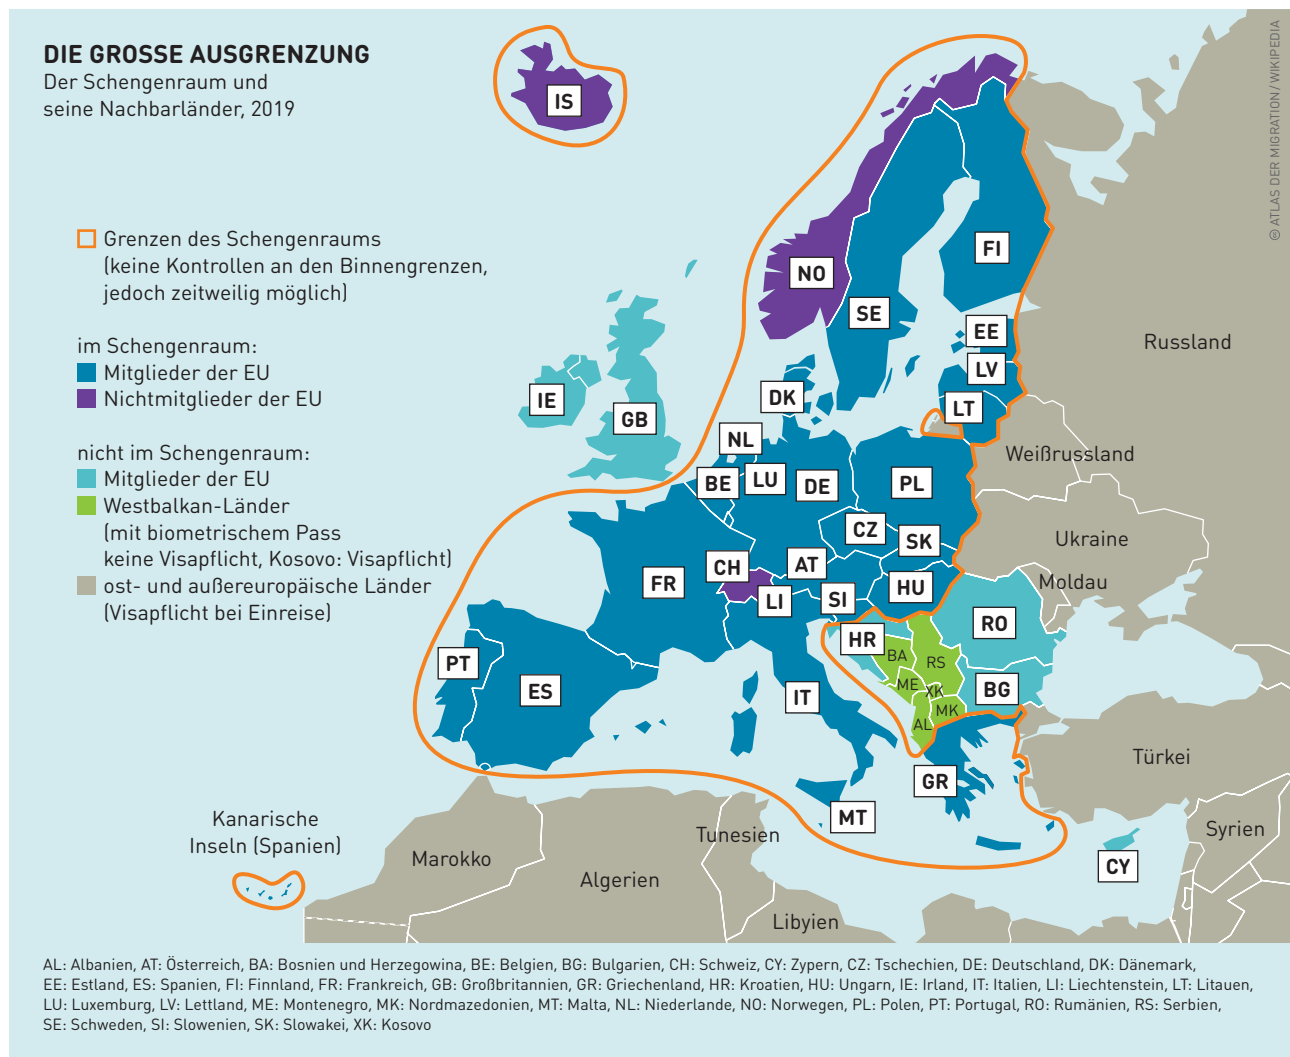 DIE GROSSE AUSGRENZUNG
Der Schengenraum und
seine Nachbarländer, 2019
© ATLAS DER MIGRATION / WIKIPEDIA
Grenzen des Schengenraums
(keine Kontrollen an den Binnengrenzen,
jedoch zeitweilig möglich)
im Schengenraum:
Mitglieder der EU
Nichtmitglieder der EU
nicht im Schengenraum:
Mitglieder der EU
Westbalkan-Länder
(mit biometrischem Pass
keine Visapflicht, Kosovo: Visapflicht)
ost- und außereuropäische Länder
(Visapflicht bei Einreise)
IS
NO
FI
SE
EE
Russland
LV
DK
IE
LT
GB
NL
Weißrussland
BE
LU
DE
PL
CZ
SK
Ukraine
CH
AT
FR
Moldau
HU
LI
SI
RO
HR
BA
RS
PT
ES
ME
XK
BG
IT
MK
AL
Türkei
GR
MT
Kanarische
Inseln (Spanien)
Tunesien
Syrien
Marokko
CY
Algerien
Libyien
AL: Albanien, AT: Österreich, BA: Bosnien und Herzegowina, BE: Belgien, BG: Bulgarien, CH: Schweiz, CY: Zypern, CZ: Tschechien, DE: Deutschland, DK: Dänemark,
EE: Estland, ES: Spanien, FI: Finnland, FR: Frankreich, GB: Großbritannien, GR: Griechenland, HR: Kroatien, HU: Ungarn, IE: Irland, IT: Italien, LI: Liechtenstein, LT: Litauen,
LU: Luxemburg, LV: Lettland, ME: Montenegro, MK: Nordmazedonien, MT: Malta, NL: Niederlande, NO: Norwegen, PL: Polen, PT: Portugal, RO: Rumänien, RS: Serbien,
SE: Schweden, SI: Slowenien, SK: Slowakei, XK: Kosovo